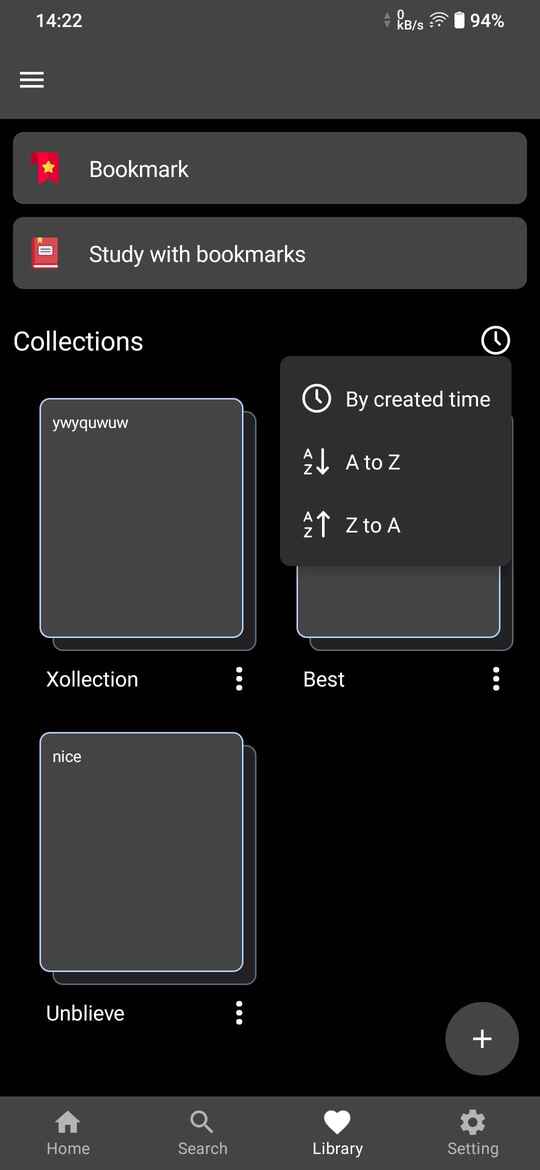 14:22
0
kB/s
94%
Bookmark
Study with bookmarks
Collections
By created time
A
Z
A to Z
A
Z
Z to A
ywyquwuw
Xollection
Best
nice
Unblieve
Home
Search
Library
Setting